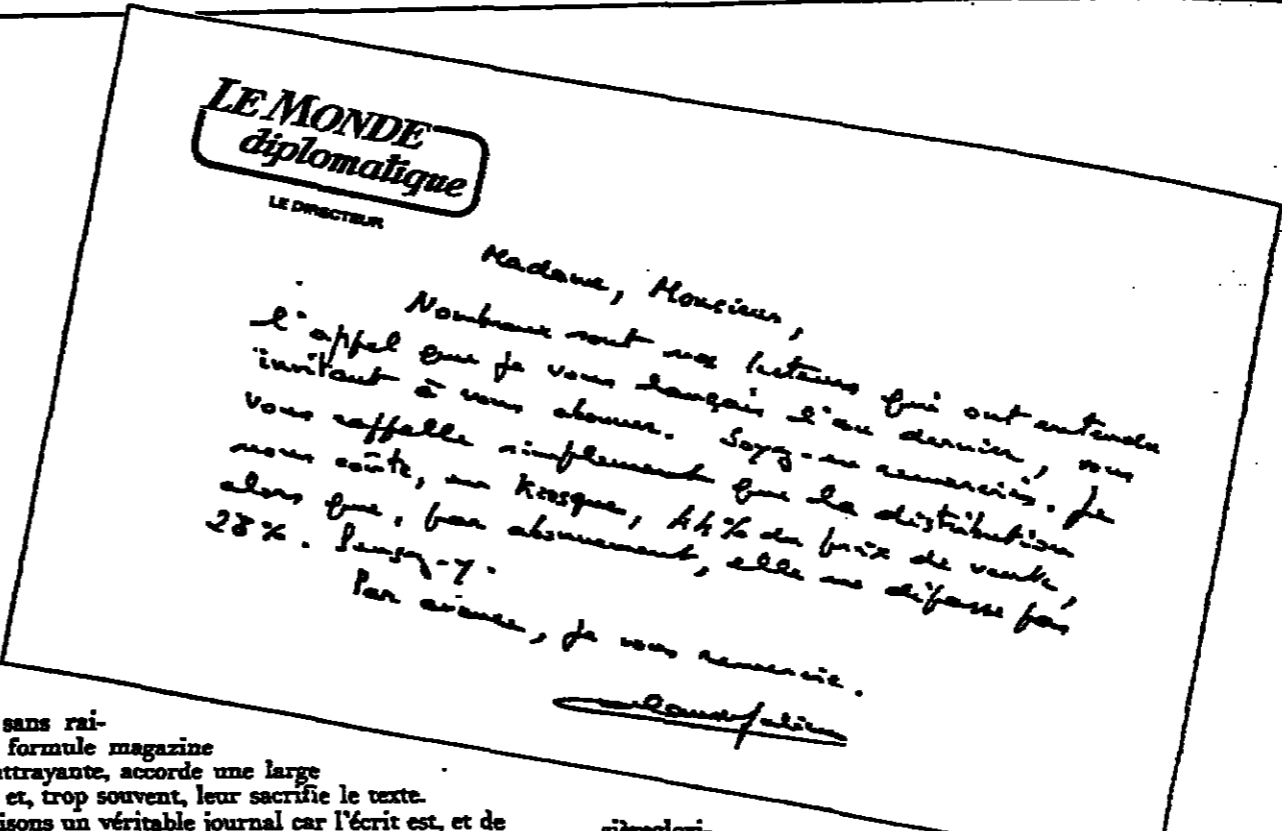 LE MONDE
diplomatique
LE DIRECTEUR
Madame, Monsieur,
Nombreux sont nos lecteurs qui ont entendu
l'appel que je vous lançais l'an dernier, vous
invitant à vous abonner. Soyez-en remerciés. Je
vous rappelle simplement que la distribution
nous coûte, en kiosque, 44% du prix de vente,
alors que, par abonnement, elle ne dépasse pas
28%. Pensez-y.
Par avance, je vous remercie.
sans rai-
formule magazine
attrayante, accorde une large
et, trop souvent, leur sacrifie le texte.
isons un véritable journal car l'écrit est, et de